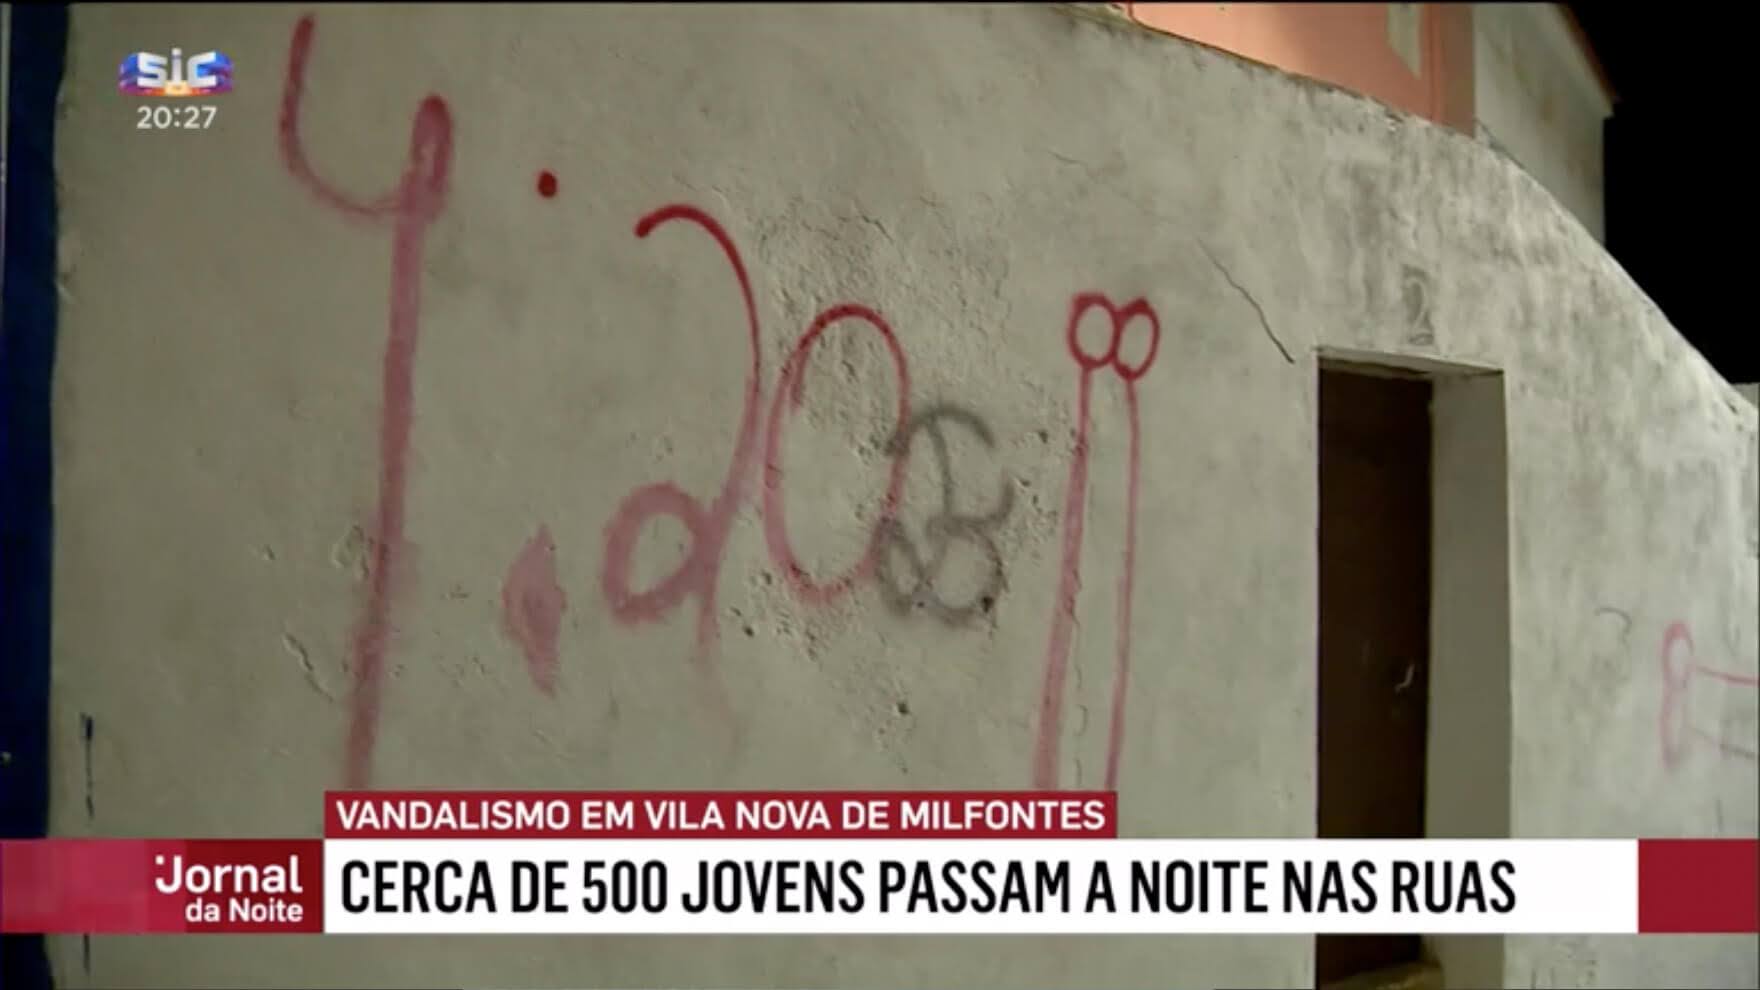 SIC
20:27
VANDALISMO EM VILA NOVA DE MILFONTES
Jornal
da Noite
CERCA DE 500 JOVENS PASSAM A NOITE NAS RUAS